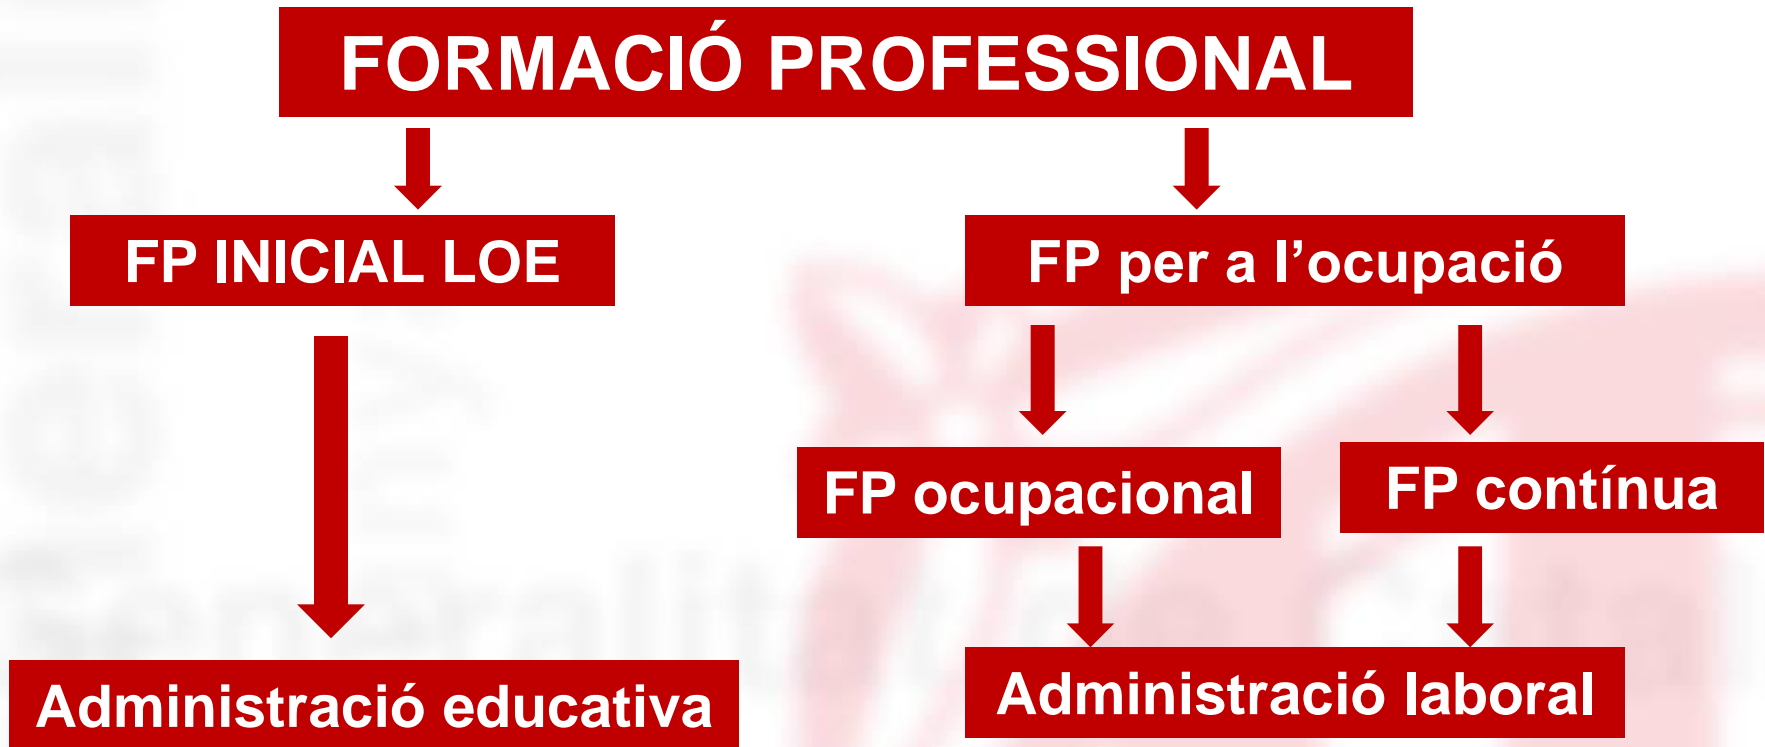 FORMACIÓ PROFESSIONAL
FP INICIAL LOE
FP per a l’ocupació
FP ocupacional
FP contínua
Administració educativa
Administració laboral